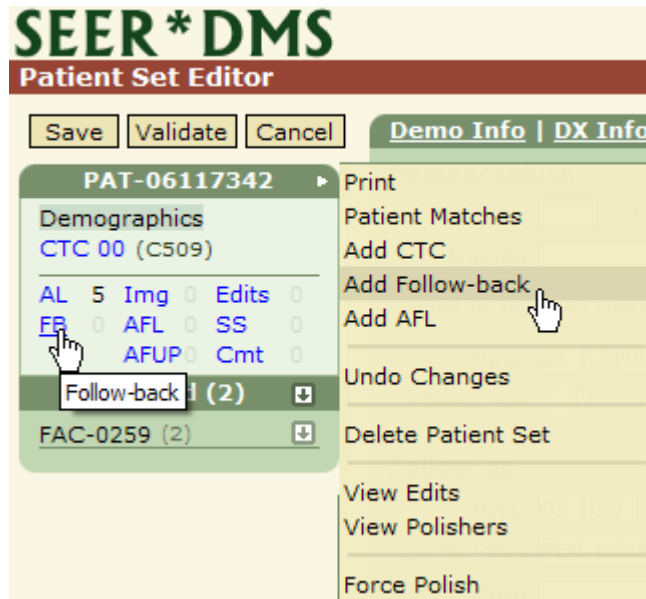 SEER*DMS
Patient Set Editor
Save Validate Cancel
Demo Info | DX Info
PAT-06117342
Demographics
CTC 00 (C509)
AL 5 Img 0 Edits 0
FB 0 AFL 0 SS 0
AFUP 0 Cmt 0
Follow-back
(2)
FAC-0259 (2)
Print
Patient Matches
Add CTC
Add Follow-back
Add AFL
Undo Changes
Delete Patient Set
View Edits
View Polishers
Force Polish